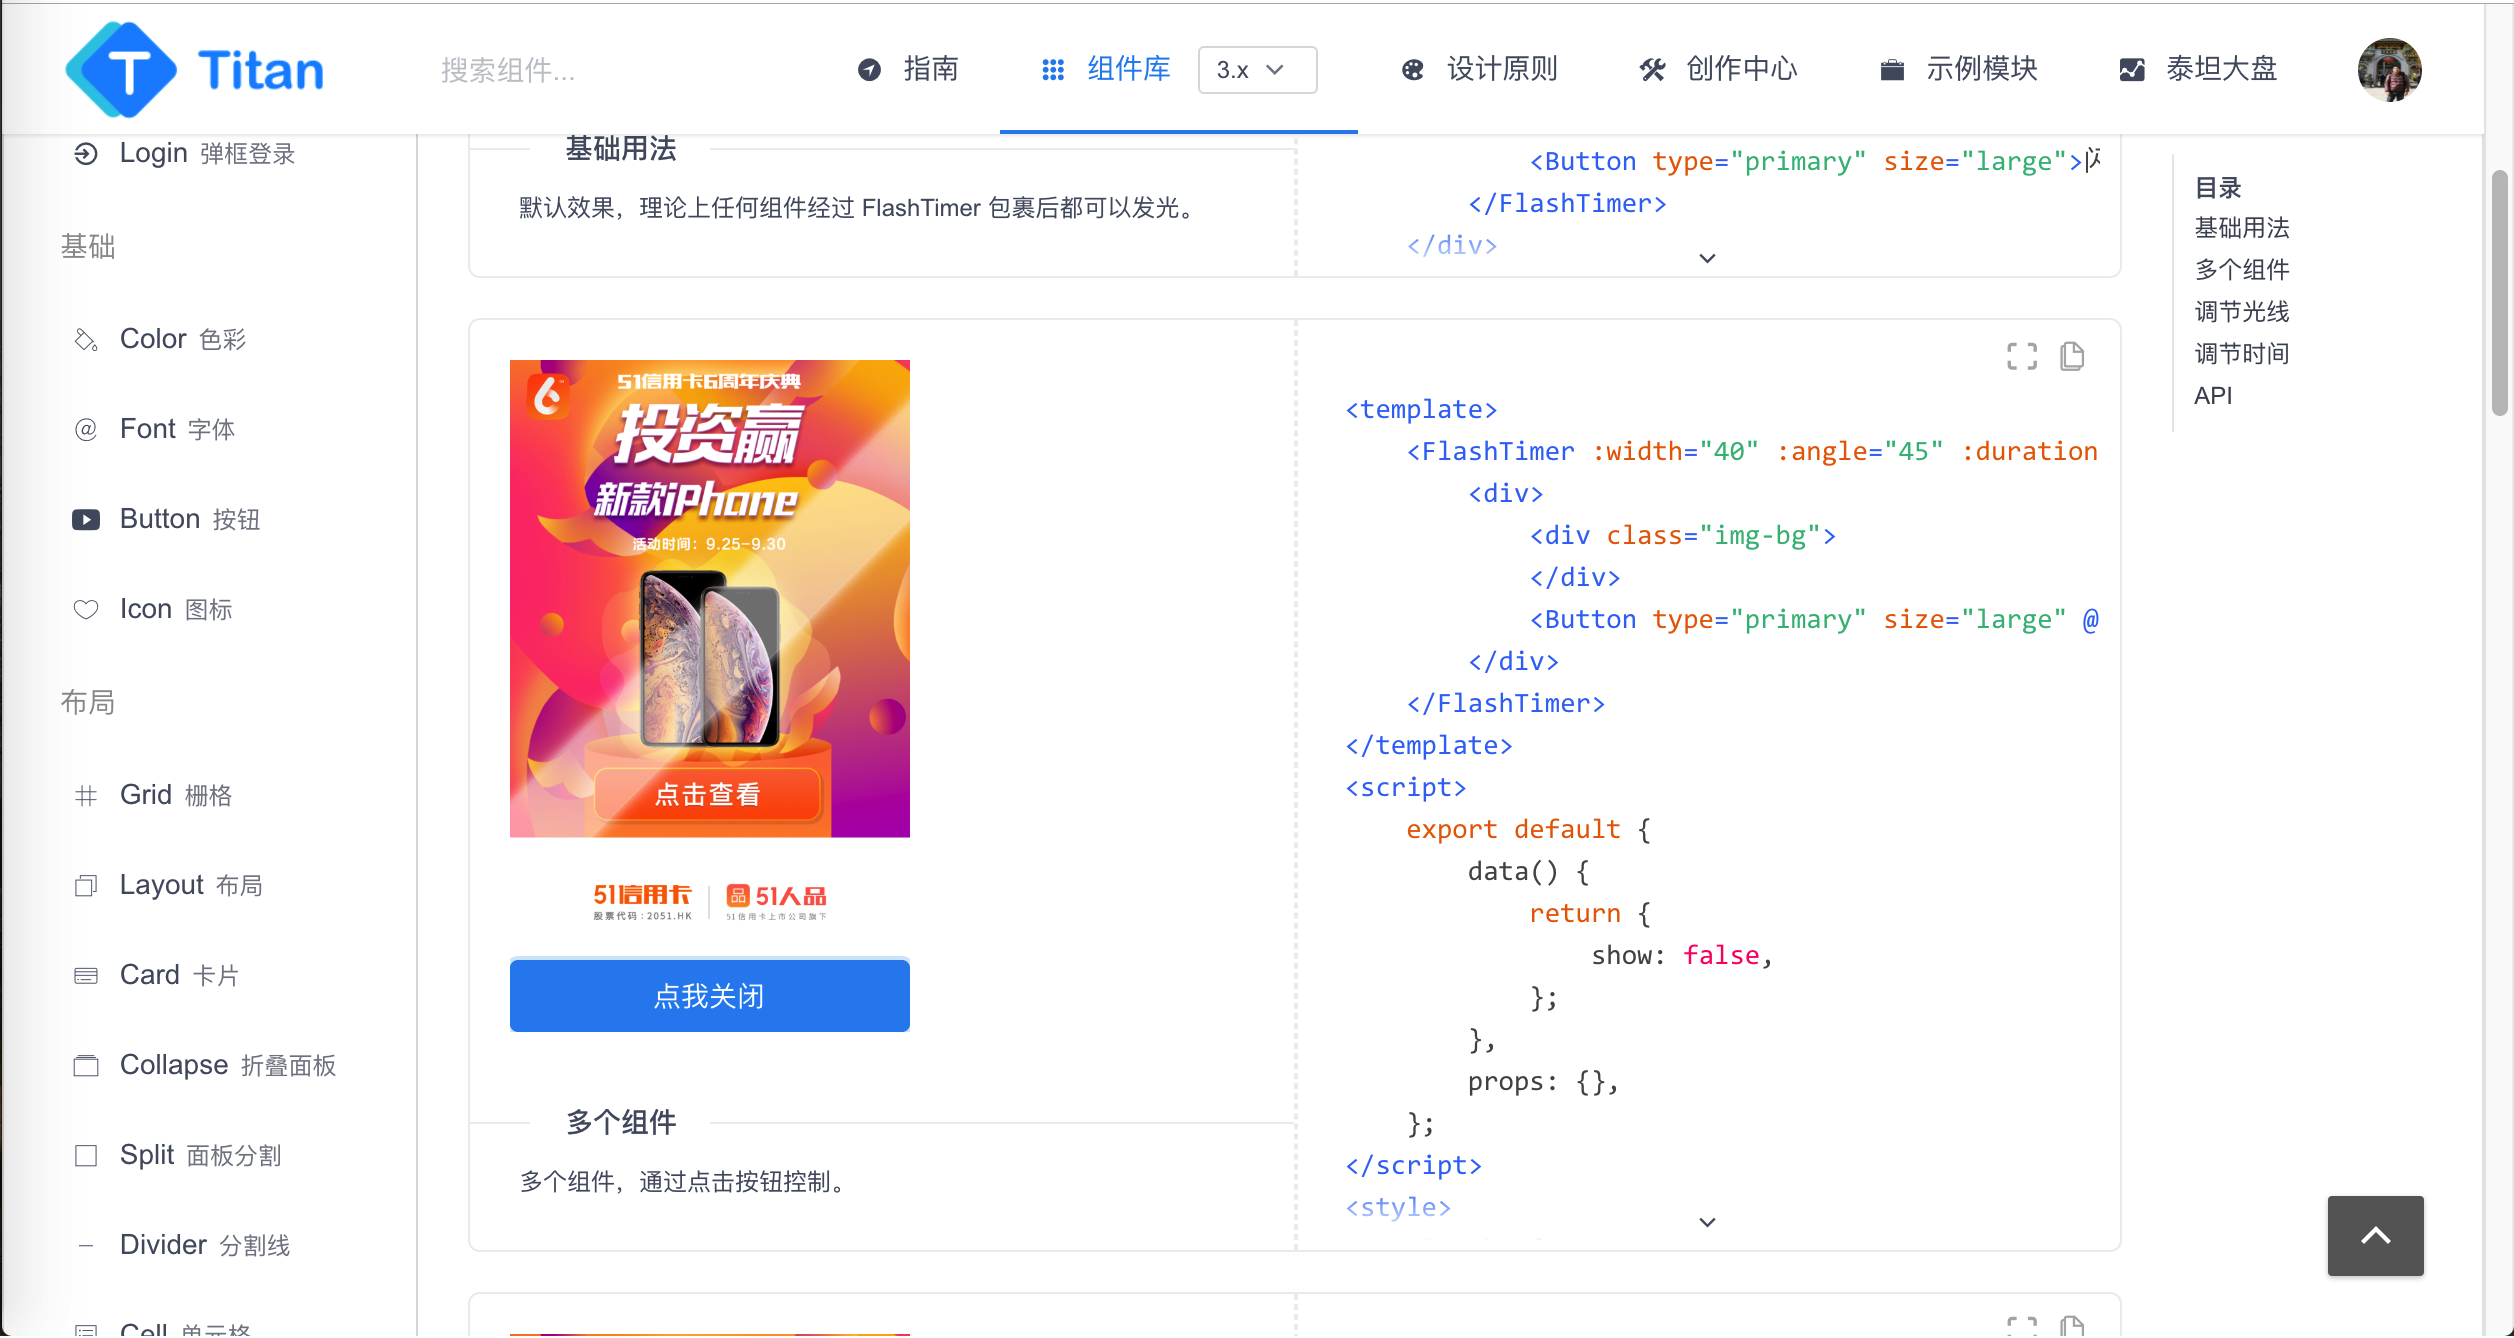 Titan
搜索组件...
指南
组件库
3.x
设计原则
创作中心
示例模块
泰坦大盘
Login 弹框登录
基础
Color 色彩
Font 字体
Button 按钮
Icon 图标
布局
Grid 栅格
Layout 布局
Card 卡片
Collapse 折叠面板
Split 面板分割
Divider 分割线
Cell 单元格
基础用法
默认效果，理论上任何组件经过 FlashTimer 包裹后都可以发光。
<Button type="primary" size="large">
</FlashTimer>
</div>
51信用卡6周年庆典
投资赢
新款iPhone
活动时间：9.25-9.30
点击查看
51信用卡
股票代码：2051.HK
品 51人品
51信用卡上市公司旗下
点我关闭
多个组件
多个组件，通过点击按钮控制。
<template>
<FlashTimer :width="40" :angle="45" :duration
<div>
<div class="img-bg">
</div>
<Button type="primary" size="large" @
</div>
</FlashTimer>
</template>
<script>
export default {
data() {
return {
show: false,
};
},
props: {},
};
</script>
<style>
目录
基础用法
多个组件
调节光线
调节时间
API